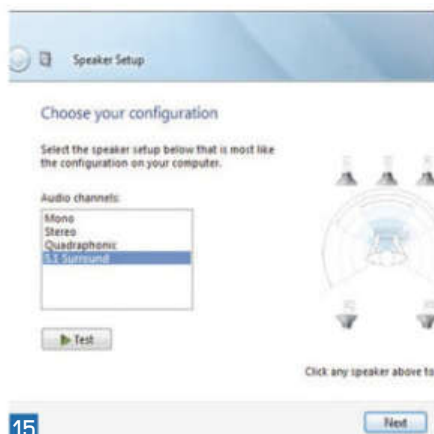 Speaker Setup
Choose your configuration
Select the speaker setup below that is most like
the configuration on your computer.
Audio channels:
Mono
Stereo
Quadraphonic
5.1 Surround
Test
Click any speaker above to
Next
15